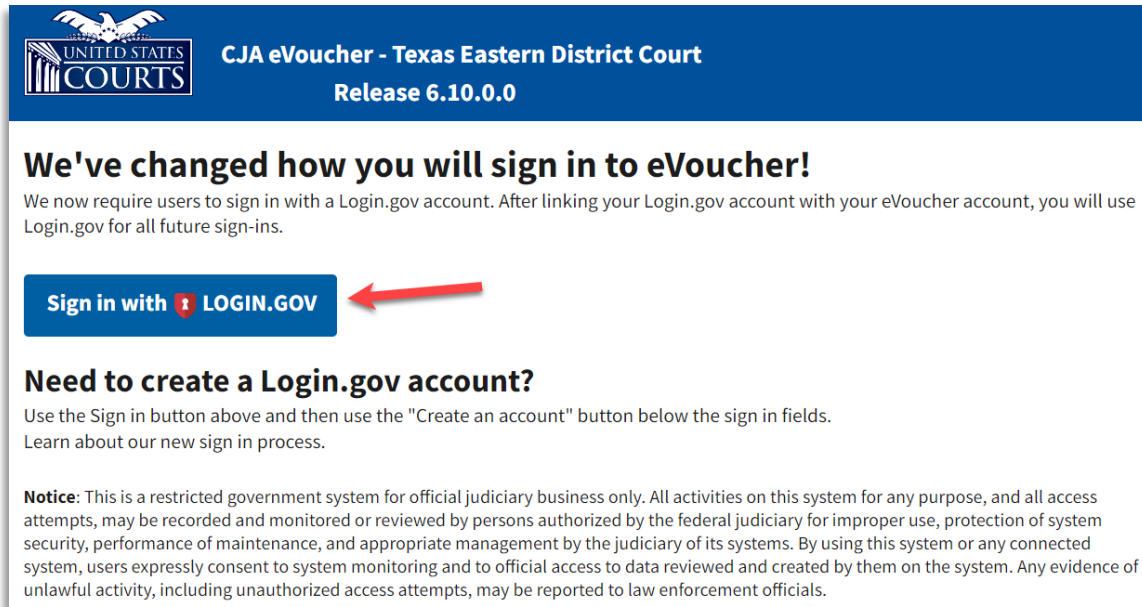 UNITED STATES
COURTS
CJA eVoucher - Texas Eastern District Court
Release 6.10.0.0
We've changed how you will sign in to eVoucher!
We now require users to sign in with a Login.gov account. After linking your Login.gov account with your eVoucher account, you will use
Login.gov for all future sign-ins.
Sign in with LOGIN.GOV
Need to create a Login.gov account?
Use the Sign in button above and then use the "Create an account" button below the sign in fields.
Learn about our new sign in process.
Notice: This is a restricted government system for official judiciary business only. All activities on this system for any purpose, and all access
attempts, may be recorded and monitored or reviewed by persons authorized by the federal judiciary for improper use, protection of system
security, performance of maintenance, and appropriate management by the judiciary of its systems. By using this system or any connected
system, users expressly consent to system monitoring and to official access to data reviewed and created by them on the system. Any evidence of
unlawful activity, including unauthorized access attempts, may be reported to law enforcement officials.